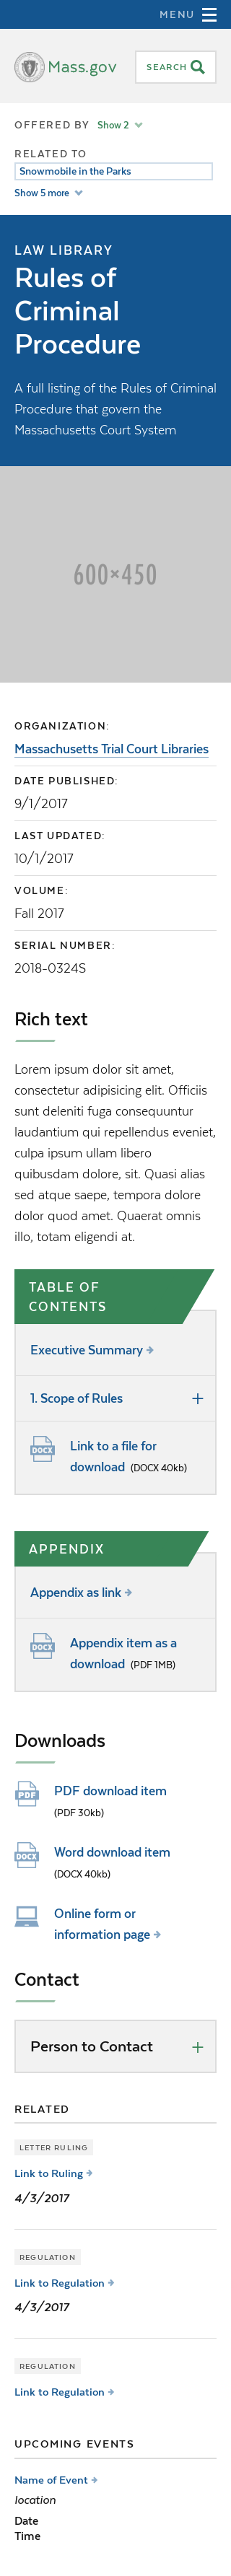 MENU
Mass.gov
SEARCH
OFFERED BY Show 2
RELATED TO
Snowmobile in the Parks
Show 5 more
LAW LIBRARY
Rules of
Criminal
Procedure
A full listing of the Rules of Criminal
Procedure that govern the
Massachusetts Court System
600×450
ORGANIZATION:
Massachusetts Trial Court Libraries
DATE PUBLISHED:
9/1/2017
LAST UPDATED:
10/1/2017
VOLUME:
Fall 2017
SERIAL NUMBER:
2018-0324S
Rich text
Lorem ipsum dolor sit amet,
consectetur adipisicing elit. Officiis
sunt deleniti fuga consequuntur
laudantium qui repellendus eveniet,
culpa ipsum ullam libero
quibusdam dolore, sit. Quasi alias
sed atque saepe, tempora dolore
dolor quod amet. Quaerat omnis
illo, totam eligendi at.
TABLE OF
CONTENTS
Executive Summary
1. Scope of Rules
DOCX
Link to a file for
download (DOCX 40kb)
APPENDIX
Appendix as link
DOCX
Appendix item as a
download (PDF 1MB)
Downloads
PDF
PDF download item
(PDF 30kb)
DOCX
Word download item
(DOCX 40kb)
Online form or
information page
Contact
Person to Contact
RELATED
LETTER RULING
Link to Ruling
4/3/2017
REGULATION
Link to Regulation
4/3/2017
REGULATION
Link to Regulation
UPCOMING EVENTS
Name of Event
location
Date
Time